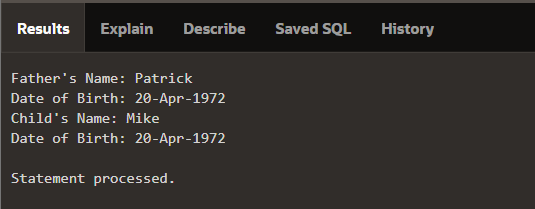 Results Explain Describe Saved SQL History
Father's Name: Patrick
Date of Birth: 20-Apr-1972
Child's Name: Mike
Date of Birth: 20-Apr-1972
Statement processed.